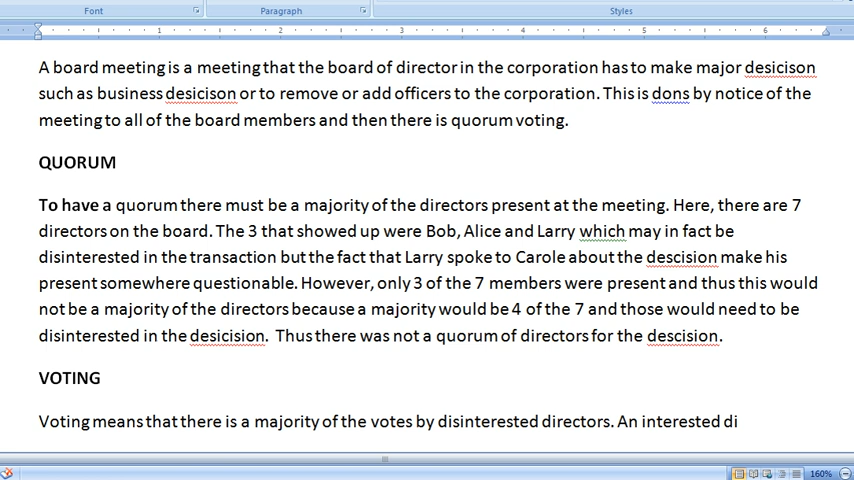 Font Paragraph Styles
1 2 3 4 5 6
A board meeting is a meeting that the board of director in the corporation has to make major desicison
such as business desicison or to remove or add officers to the corporation. This is dons by notice of the
meeting to all of the board members and then there is quorum voting.
QUORUM
To have a quorum there must be a majority of the directors present at the meeting. Here, there are 7
directors on the board. The 3 that showed up were Bob, Alice and Larry which may in fact be
disinterested in the transaction but the fact that Larry spoke to Carole about the descision make his
present somewhere questionable. However, only 3 of the 7 members were present and thus this would
not be a majority of the directors because a majority would be 4 of the 7 and those would need to be
disinterested in the desicision. Thus there was not a quorum of directors for the descision.
VOTING
Voting means that there is a majority of the votes by disinterested directors. An interested di
160%